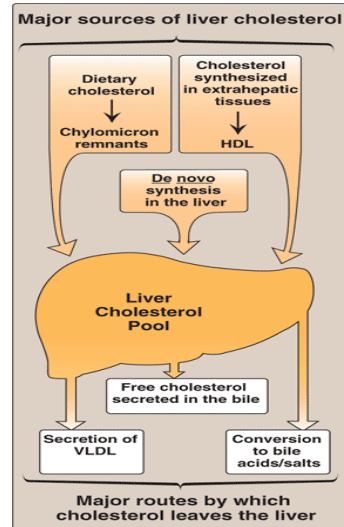 Major sources of liver cholesterol
Dietary
cholesterol
Chylomicron
remnants
Cholesterol
synthesized
in extrahepatic
tissues
HDL
De novo
synthesis
in the liver
Liver
Cholesterol
Pool
Free cholesterol
secreted in the bile
Secretion of
VLDL
Conversion
to bile
acids/salts
Major routes by which
cholesterol leaves the liver